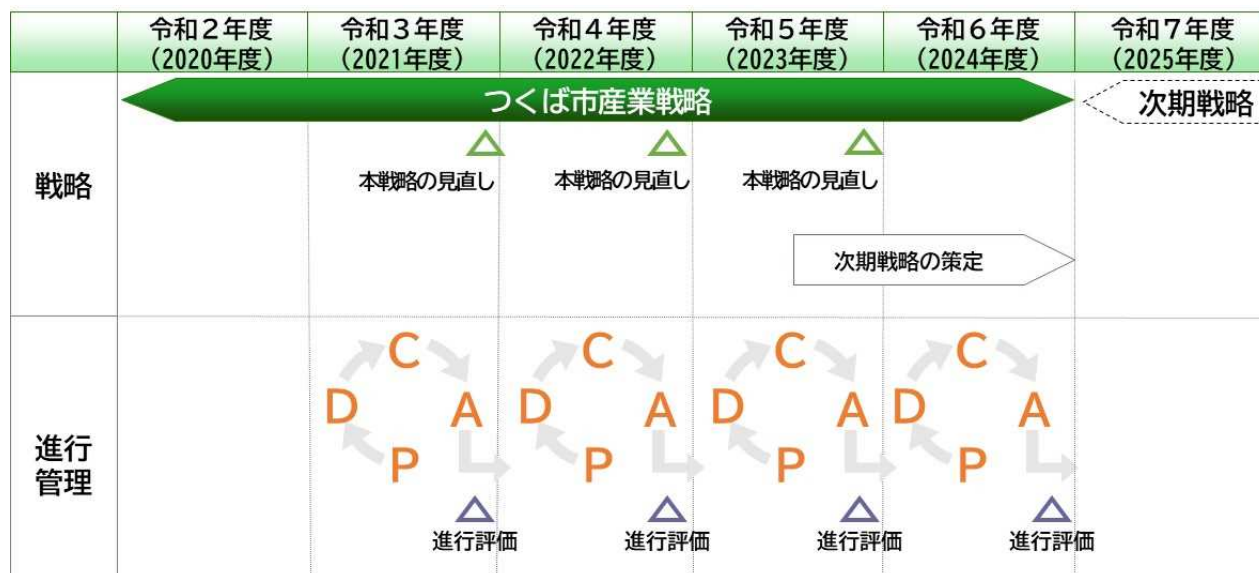 令和2年度 令和3年度 令和4年度 令和5年度 令和6年度 令和7年度
(2020年度) (2021年度) (2022年度) (2023年度) (2024年度) (2025年度)
つくば市産業戦略 次期戦略
戦略
本戦略の見直し 本戦略の見直し 本戦略の見直し
次期戦略の策定
進行
管理
C C C C
D A D A D A D A
P P P P
進行評価 進行評価 進行評価 進行評価